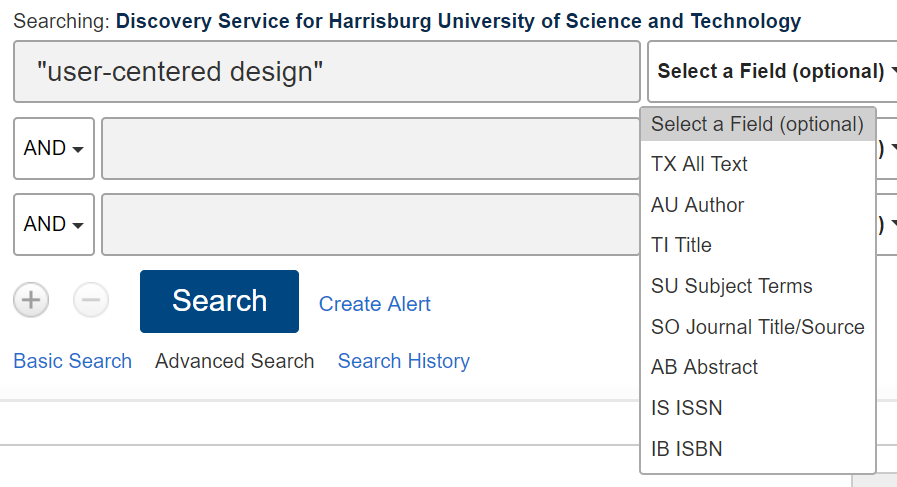 Searching: Discovery Service for Harrisburg University of Science and Technology
"user-centered design" Select a Field (optional)
Select a Field (optional)
AND )
TX All Text
AU Author
AND )
TI Title
SU Subject Terms
Search Create Alert
SO Journal Title/Source
Basic Search Advanced Search Search History
AB Abstract
IS ISSN
IB ISBN